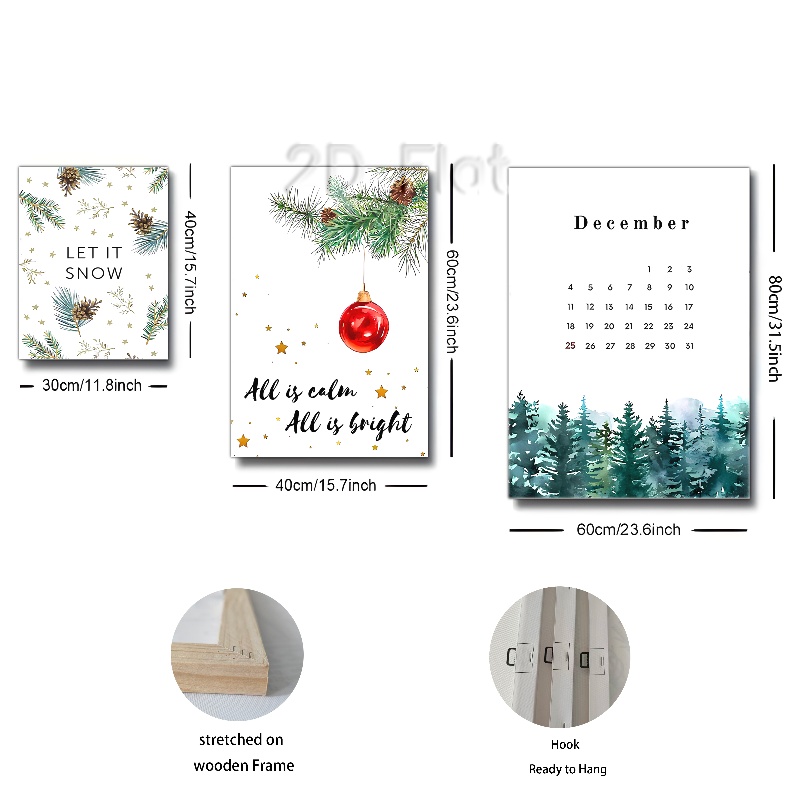 2D Flat
LET IT
SNOW
40cm/15.7inch
30cm/11.8inch
All is calm
All is bright
60cm/23.6inch
40cm/15.7inch
December
1 2 3
4 5 6 7 8 9 10
11 12 13 14 15 16 17
18 19 20 21 22 23 24
25 26 27 28 29 30 31
80cm/31.5inch
60cm/23.6inch
stretched on
wooden Frame
Hook
Ready to Hang